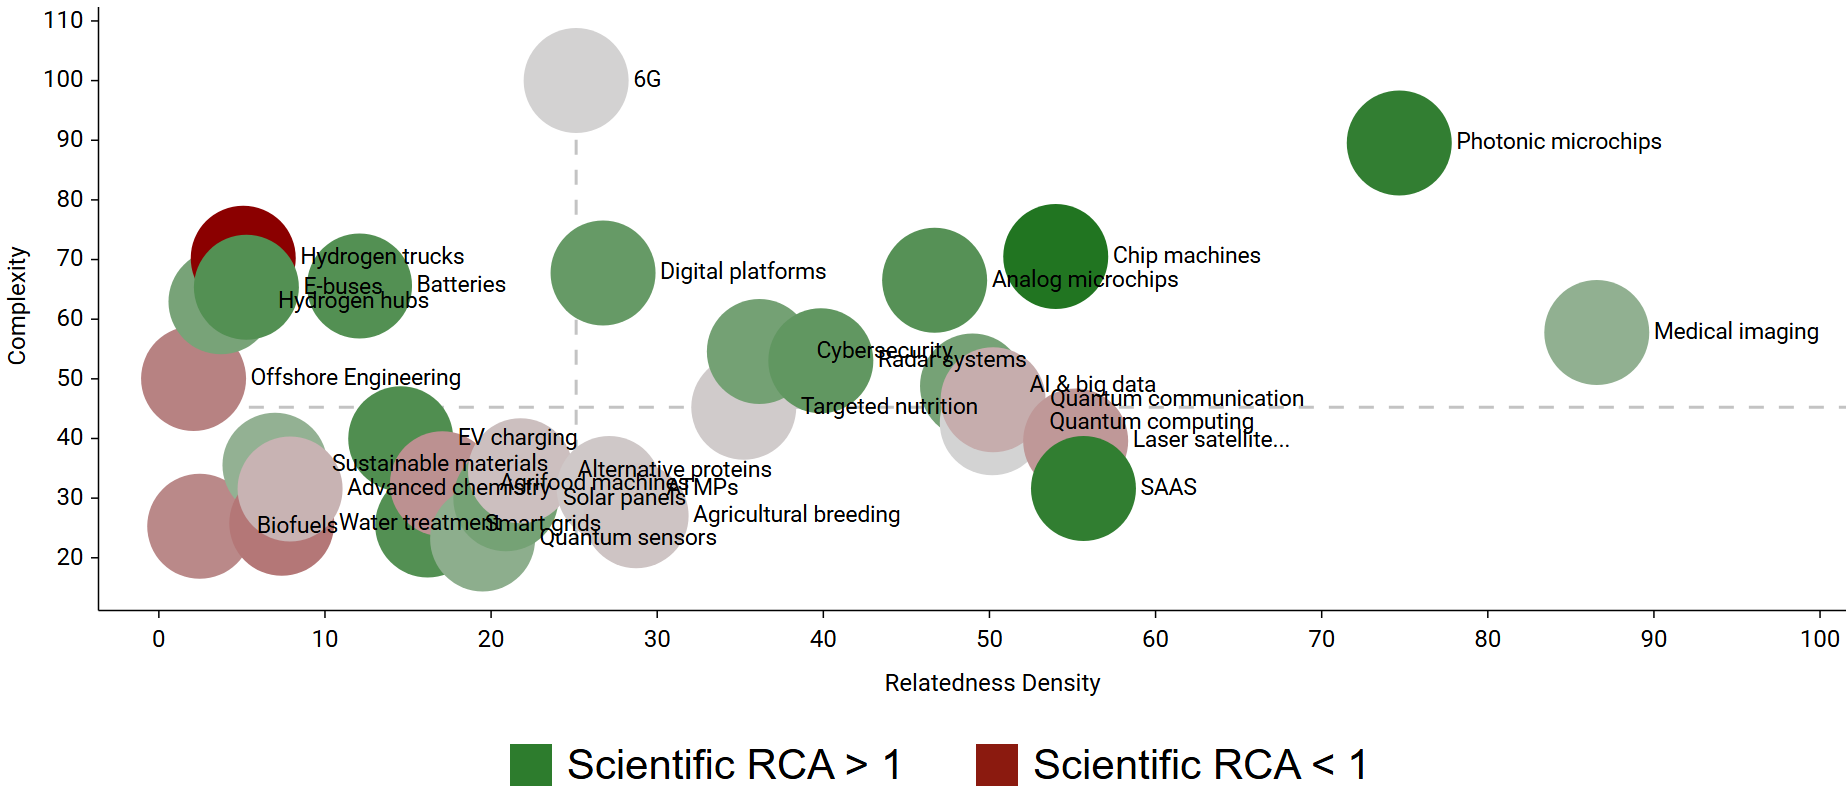 110
100
90
80
70
60
50
40
30
20
Complexity
6G
Photonic microchips
Hydrogen trucks
Chip machines
Digital platforms
Analog microchips
E-buses
Batteries
Hydrogen hubs
Medical imaging
Cybersecurity
Radar systems
Offshore Engineering
AI & big data
Quantum communication
Targeted nutrition
Quantum computing
EV charging
Laser satellite...
Sustainable materials
Alternative proteins
Agrifood machines
Advanced chemistry
ATMPs
SAAS
Solar panels
Agricultural breeding
Biofuels
Water treatment
Smart grids
Quantum sensors
0 10 20 30 40 50 60 70 80 90 100
Relatedness Density
Scientific RCA > 1
Scientific RCA < 1